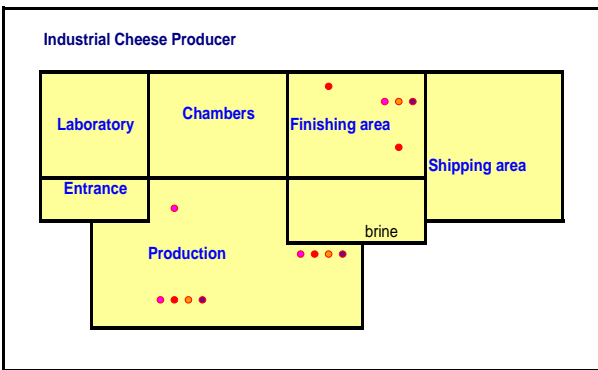 Industrial Cheese Producer
Chambers
Laboratory
Finishing area
Shipping area
Entrance
brine
Production